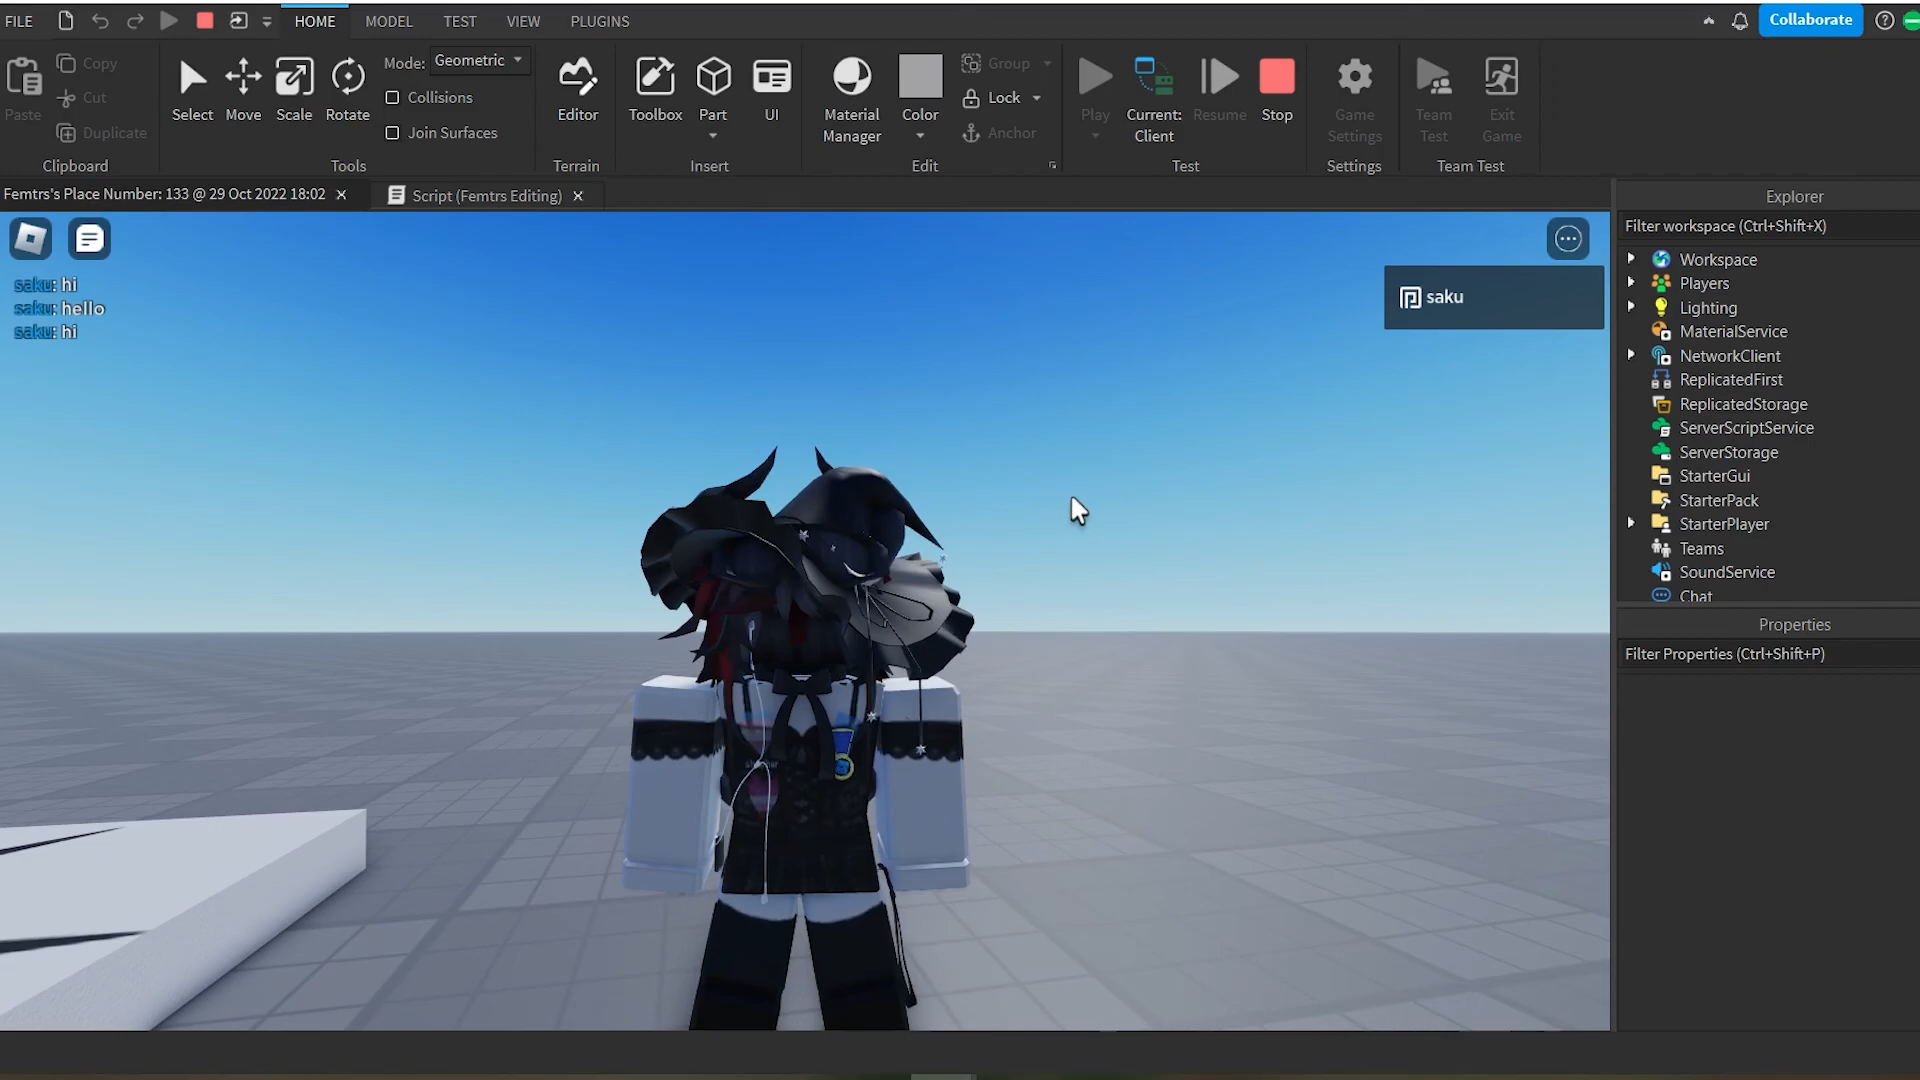 FILE HOME MODEL TEST VIEW PLUGINS Collaborate
Paste Copy Cut Duplicate Clipboard
Select Move Scale Rotate Mode: Geometric
Collisions
Join Surfaces
Tools
Editor Terrain
Toolbox Part UI Insert
Material Manager Color Group Lock Anchor Edit
Play Current: Client Resume Stop Test
Game Settings Settings
Team Test Exit Game Team Test
Femtrs's Place Number: 133 @ 29 Oct 2022 18:02
Script (Femtrs Editing)
saku: hi
saku: hello
saku: hi
saku
Explorer
Filter workspace (Ctrl+Shift+X)
Workspace
Players
Lighting
MaterialService
NetworkClient
ReplicatedFirst
ReplicatedStorage
ServerScriptService
ServerStorage
StarterGui
StarterPack
StarterPlayer
Teams
SoundService
Chat
Properties
Filter Properties (Ctrl+Shift+P)